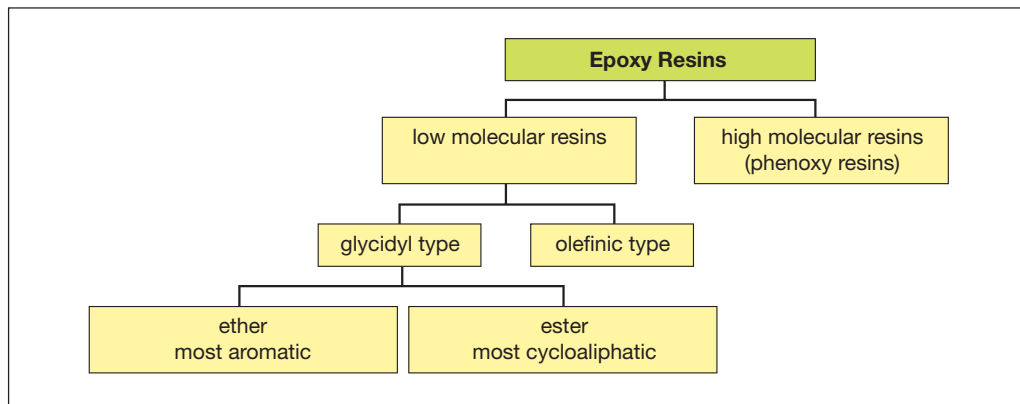 Epoxy Resins
low molecular resins
high molecular resins
(phenoxy resins)
glycidyl type
olefinic type
ether
most aromatic
ester
most cycloaliphatic